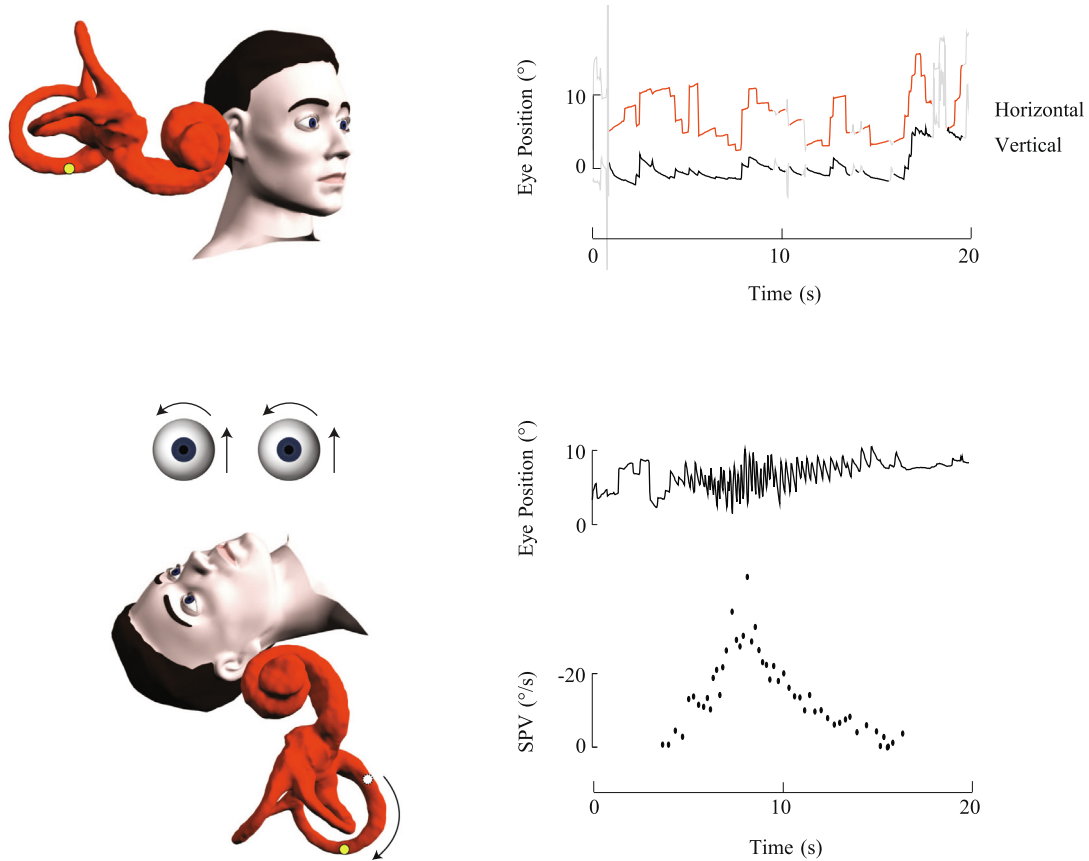 Eye Position (°)
10
0
Horizontal
Vertical
0 10 20
Time (s)
Eye Position (°)
10
0
SPV (°/s)
-20
0
0 10 20
Time (s)